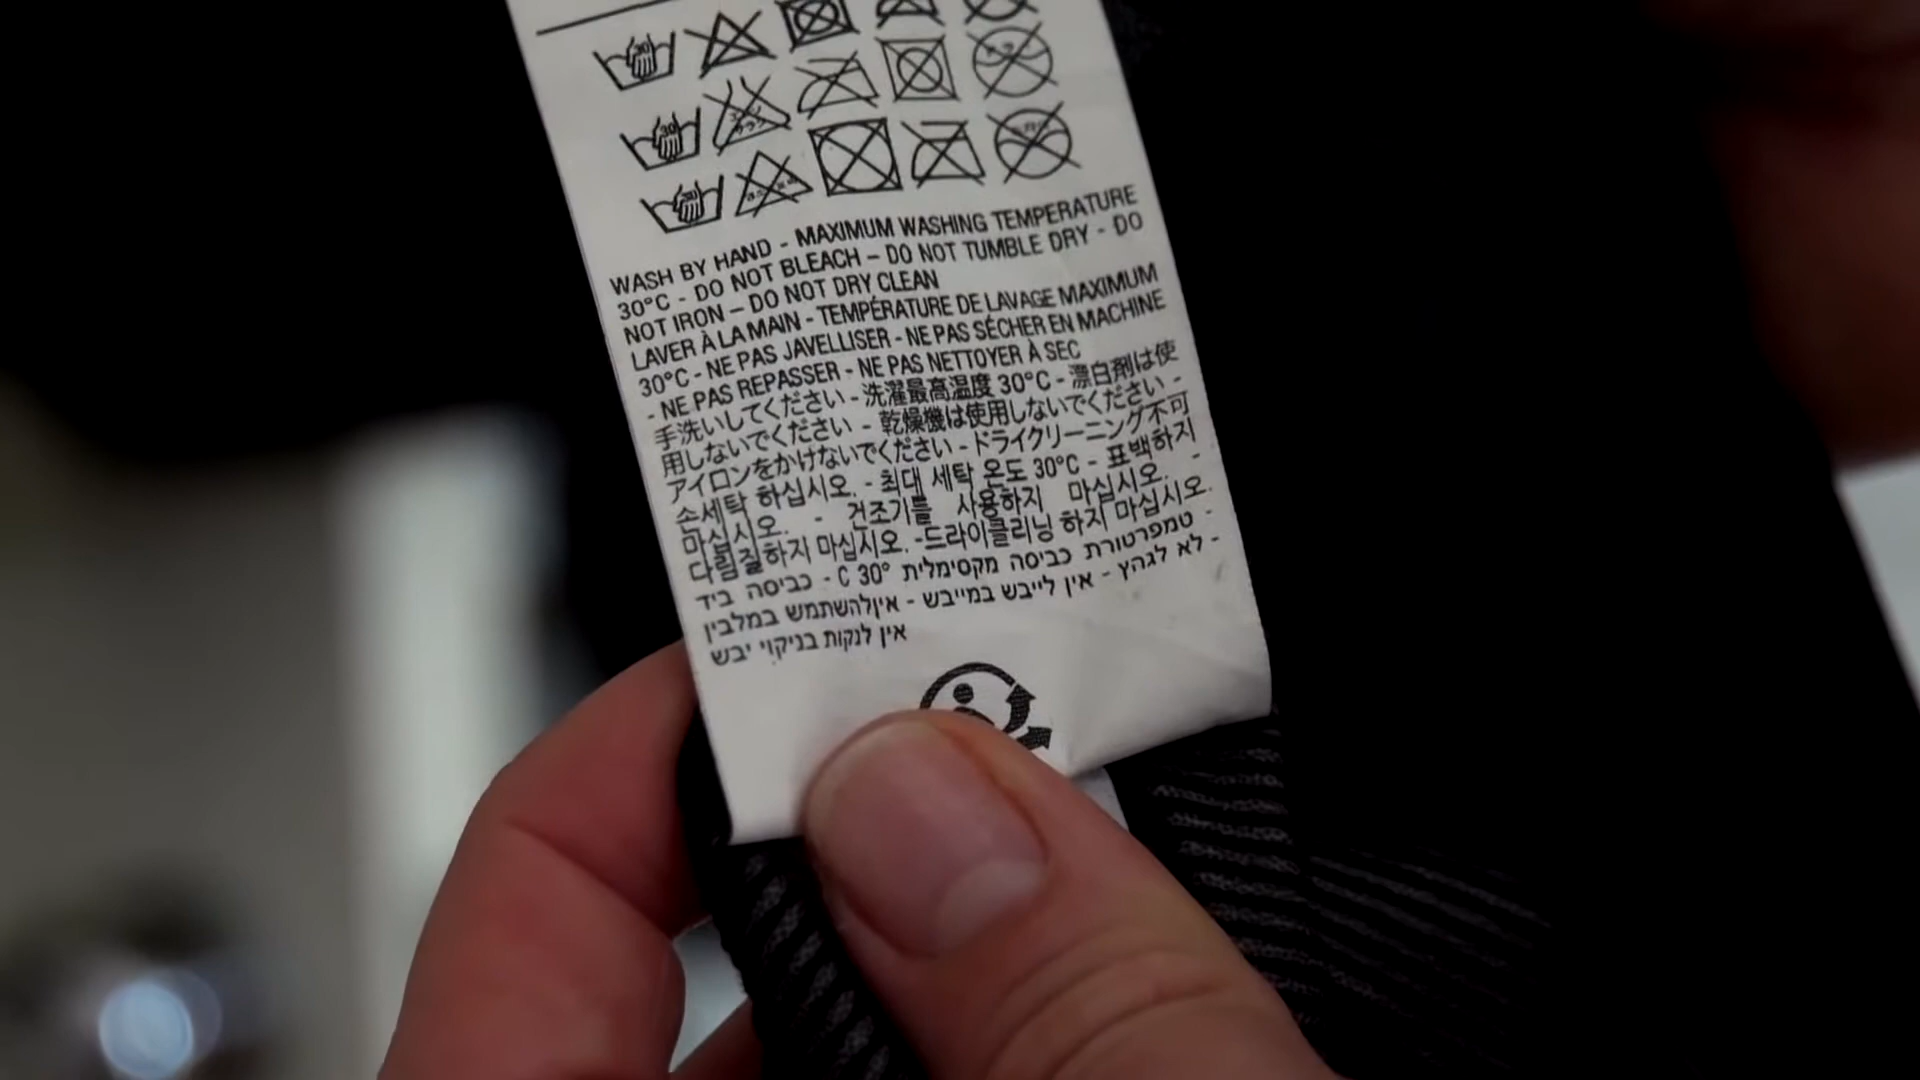 WASH BY HAND - MAXIMUM WASHING TEMPERATURE
30°C - DO NOT BLEACH – DO NOT TUMBLE DRY - DO
NOT IRON – DO NOT DRY CLEAN
LAVER À LA MAIN - TEMPÉRATURE DE LAVAGE MAXIMUM
30°C - NE PAS JAVELLISER - NE PAS SÉCHER EN MACHINE
- NE PAS REPASSER - NE PAS NETTOYER À SEC
手洗いしてください - 洗濯最高温度 30°C - 漂白剤は使
用しないでください - 乾燥機は使用しないでください -
アイロンをかけないでください - ドライクリーニング不可
손세탁 하십시오. - 최대 세탁 온도 30°C - 표백하지
마십시오. - 건조기를 사용하지 마십시오. -
다림질하지 마십시오. -드라이클리닝 하지 마십시오.
כביסה ביד - C 30° טמפרטורת כביסה מקסימלית -
איןלהשתמש במלבין - אין לייבש במייבש - לא לגהץ -
אין לנקות בניקוי יבש